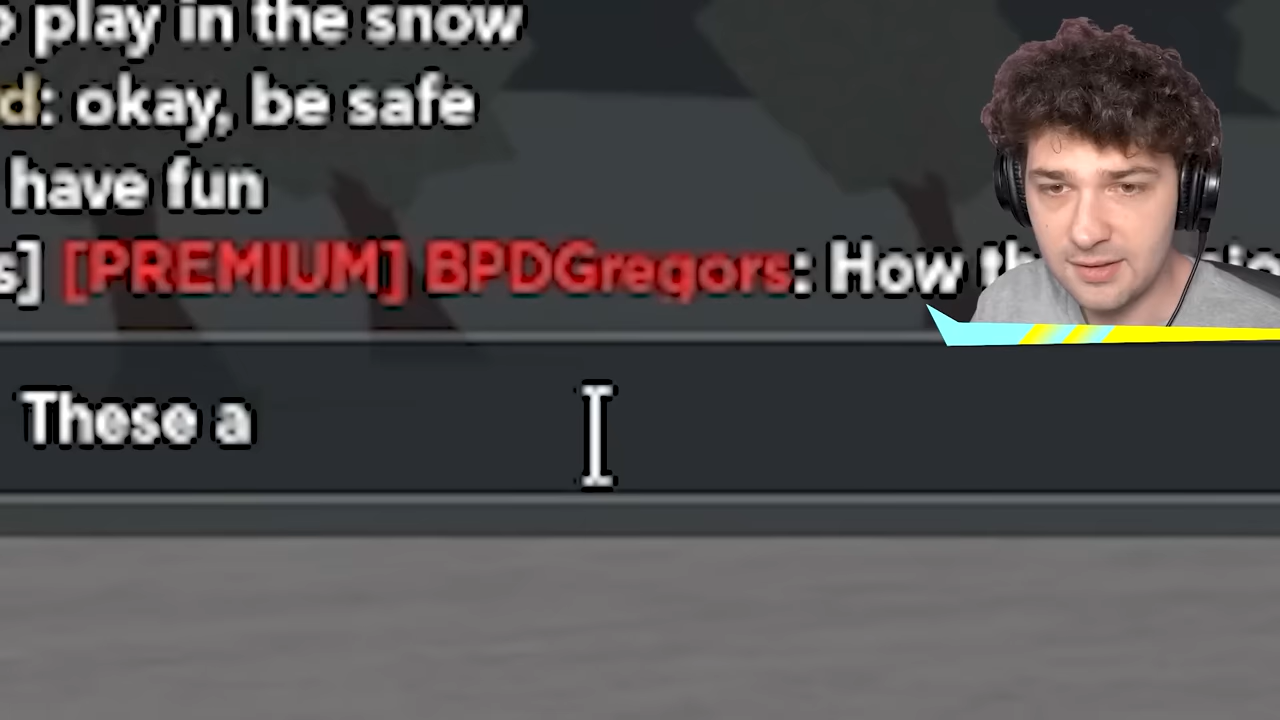 play in the snow
d: okay, be safe
have fun
s] [PREMIUM] BPDGregors: How
These a